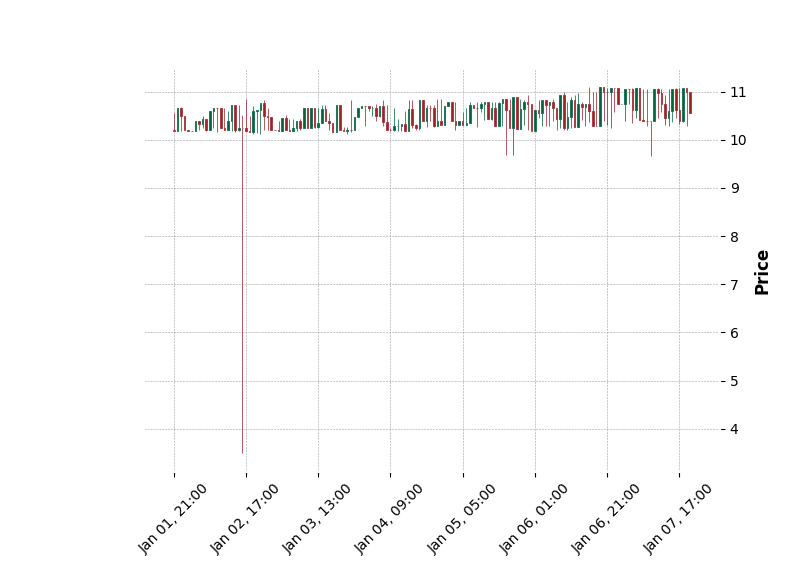 11
10
9
8
7
6
5
4
Price
Jan 01, 21:00
Jan 02, 17:00
Jan 03, 13:00
Jan 04, 09:00
Jan 05, 05:00
Jan 06, 01:00
Jan 06, 21:00
Jan 07, 17:00